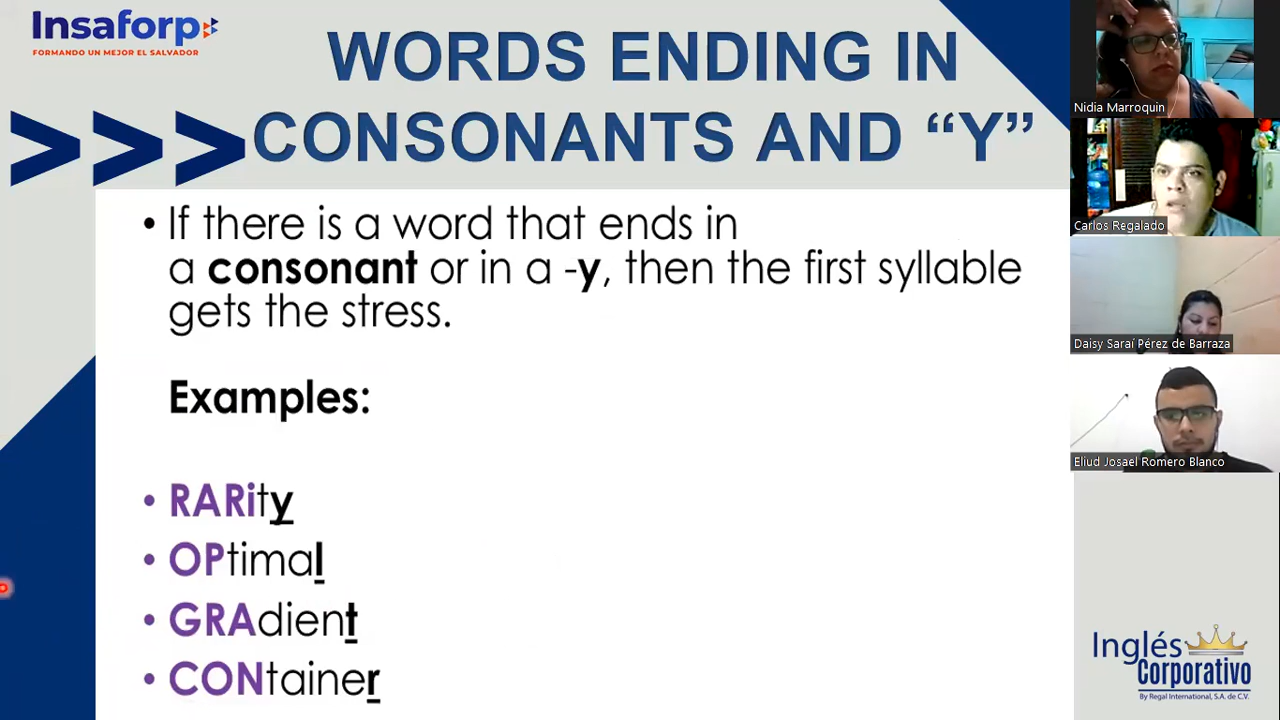 Insaforp
FORMANDO UN MEJOR EL SALVADOR
WORDS ENDING IN
>>> CONSONANTS AND “Y”
• If there is a word that ends in
a consonant or in a -y, then the first syllable
gets the stress.
Examples:
• RARity
• OPtimal
• GRAdient
• CONtainer
Nidia Marroquin
Carlos Regalado
Daisy Saraí Pérez de Barraza
Eliud Josael Romero Blanco
Inglés
Corporativo
By Regal International, S.A. de C.V.